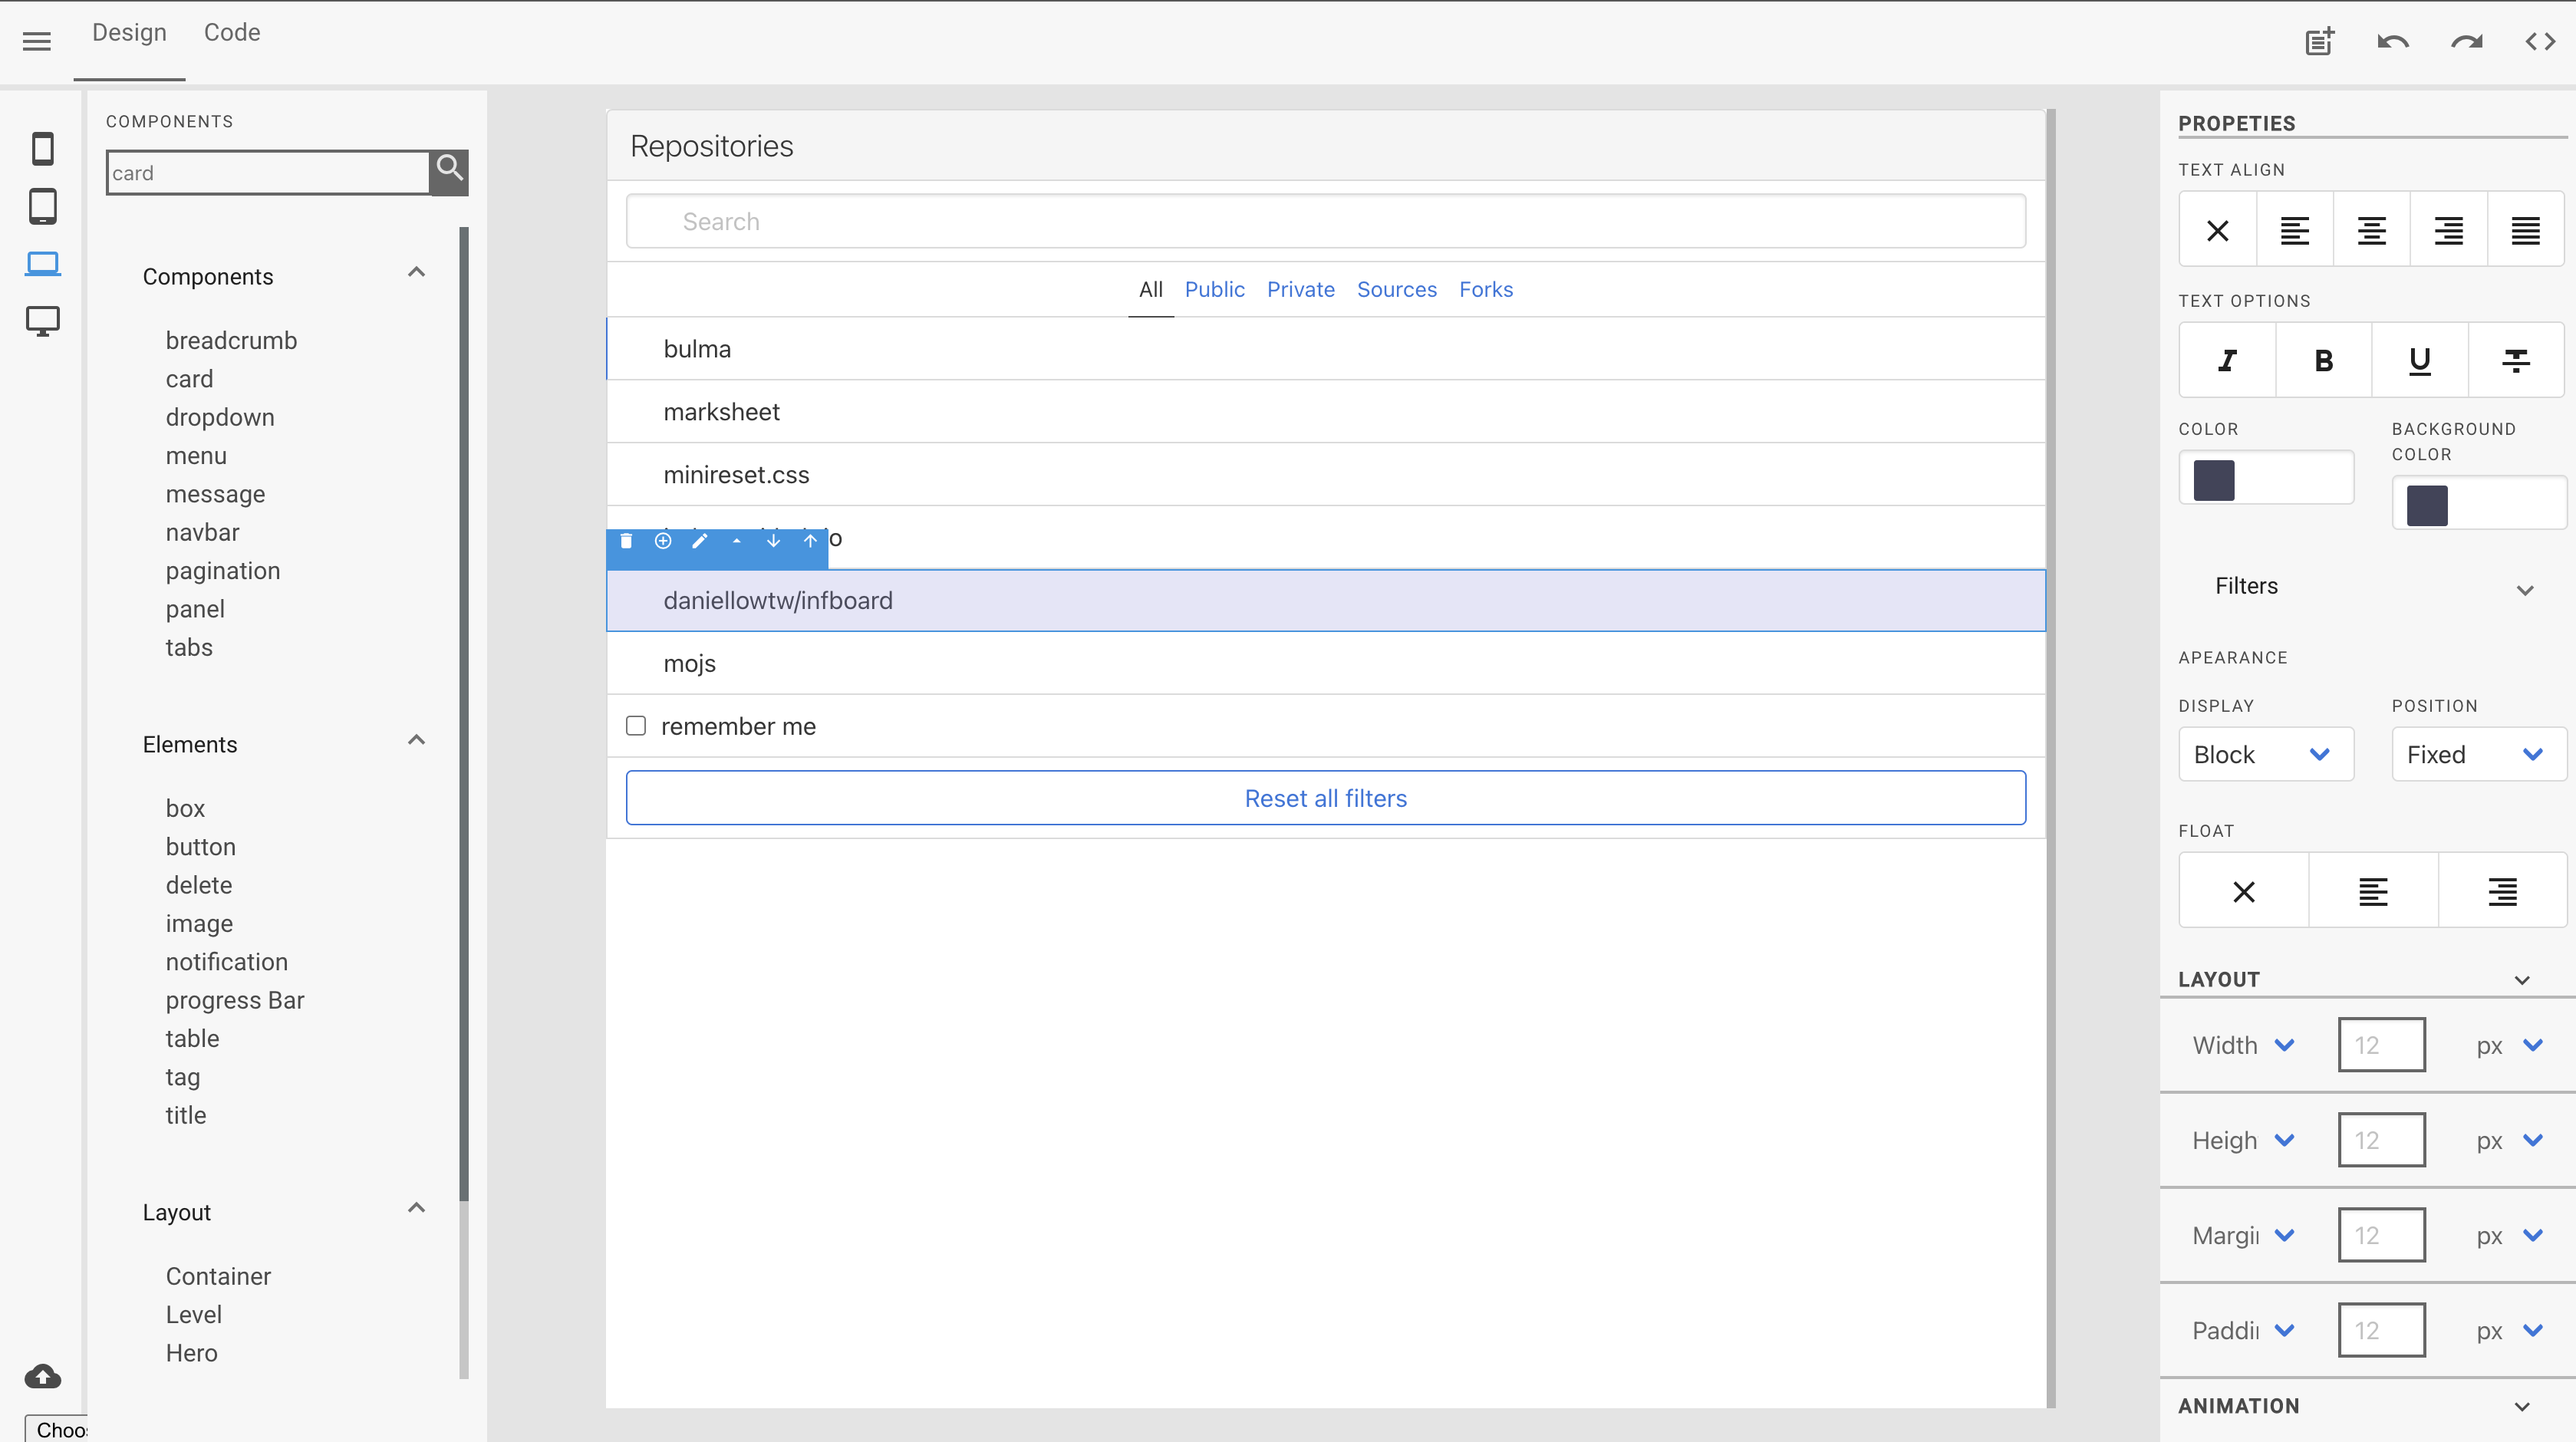 Design Code
COMPONENTS
card
Components
breadcrumb
card
dropdown
menu
message
navbar
pagination
panel
tabs
Elements
box
button
delete
image
notification
progress Bar
table
tag
title
Layout
Container
Level
Hero
Choo
Repositories
Search
All Public Private Sources Forks
bulma
marksheet
minireset.css
o
daniellowtw/infboard
mojs
remember me
Reset all filters
PROPETIES
TEXT ALIGN
TEXT OPTIONS
I B U
COLOR
BACKGROUND
COLOR
Filters
APEARANCE
DISPLAY POSITION
Block Fixed
FLOAT
LAYOUT
Width 12 px
Heigh 12 px
Margi 12 px
Paddi 12 px
ANIMATION